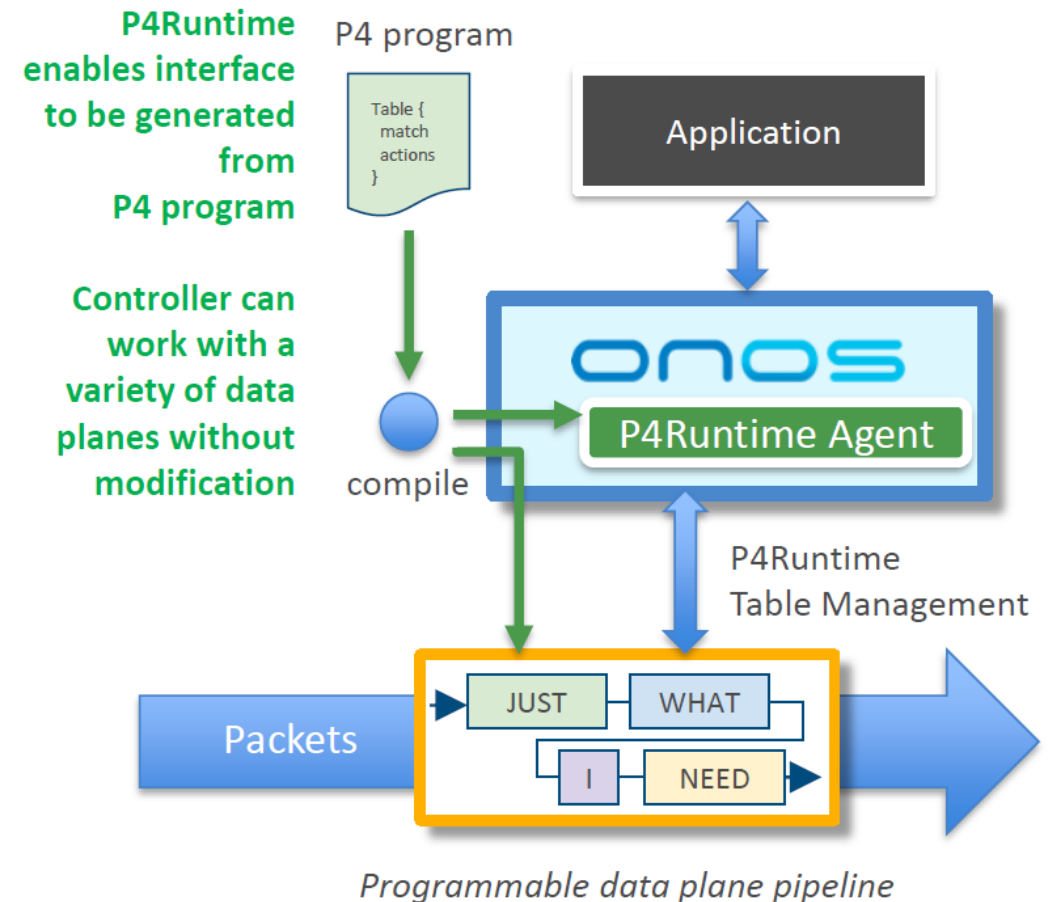 P4Runtime
enables interface
to be generated
from
P4 program
Controller can
work with a
variety of data
planes without
modification
P4 program
Table {
match
actions
}
compile
Application
onos
P4Runtime Agent
P4Runtime
Table Management
Packets
JUST
WHAT
I
NEED
Programmable data plane pipeline